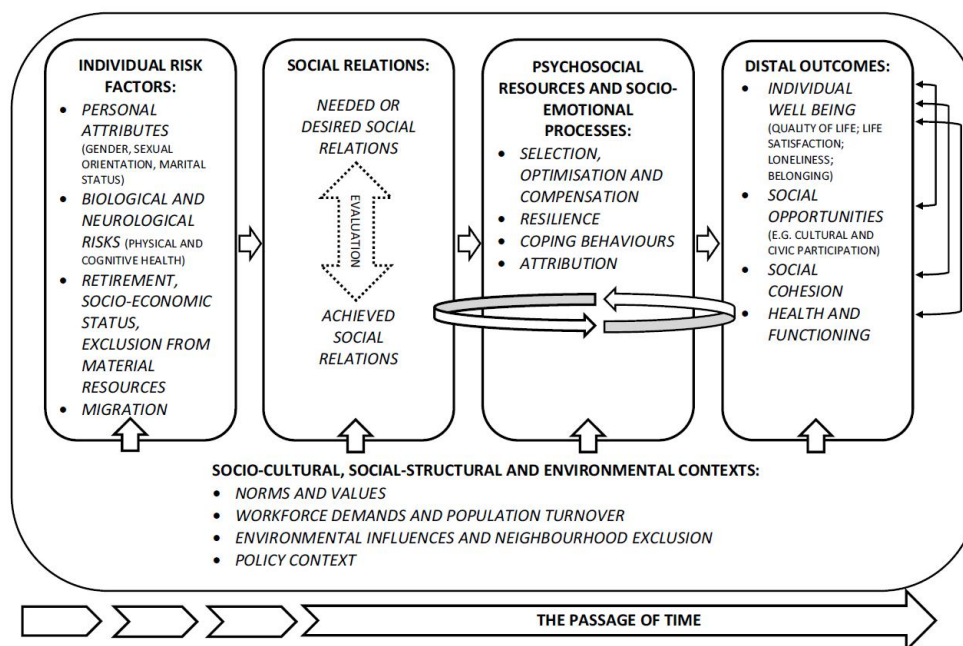 INDIVIDUAL RISK
FACTORS:
• PERSONAL
ATTRIBUTES
(GENDER, SEXUAL
ORIENTATION, MARITAL
STATUS)
• BIOLOGICAL AND
NEUROLOGICAL
RISKS (PHYSICAL AND
COGNITIVE HEALTH)
• RETIREMENT,
SOCIO-ECONOMIC
STATUS,
EXCLUSION FROM
MATERIAL
RESOURCES
• MIGRATION
SOCIAL RELATIONS:
NEEDED OR
DESIRED SOCIAL
RELATIONS
EVALUATION
ACHIEVED
SOCIAL
RELATIONS
PSYCHOSOCIAL
RESOURCES AND SOCIO-
EMOTIONAL
PROCESSES:
• SELECTION,
OPTIMISATION AND
COMPENSATION
• RESILIENCE
• COPING BEHAVIOURS
• ATTRIBUTION
DISTAL OUTCOMES:
• INDIVIDUAL
WELL BEING
(QUALITY OF LIFE; LIFE
SATISFACTION;
LONELINESS;
BELONGING)
• SOCIAL
OPPORTUNITIES
(E.G. CULTURAL AND
CIVIC PARTICIPATION)
• SOCIAL
COHESION
• HEALTH AND
FUNCTIONING
SOCIO-CULTURAL, SOCIAL-STRUCTURAL AND ENVIRONMENTAL CONTEXTS:
• NORMS AND VALUES
• WORKFORCE DEMANDS AND POPULATION TURNOVER
• ENVIRONMENTAL INFLUENCES AND NEIGHBOURHOOD EXCLUSION
• POLICY CONTEXT
THE PASSAGE OF TIME